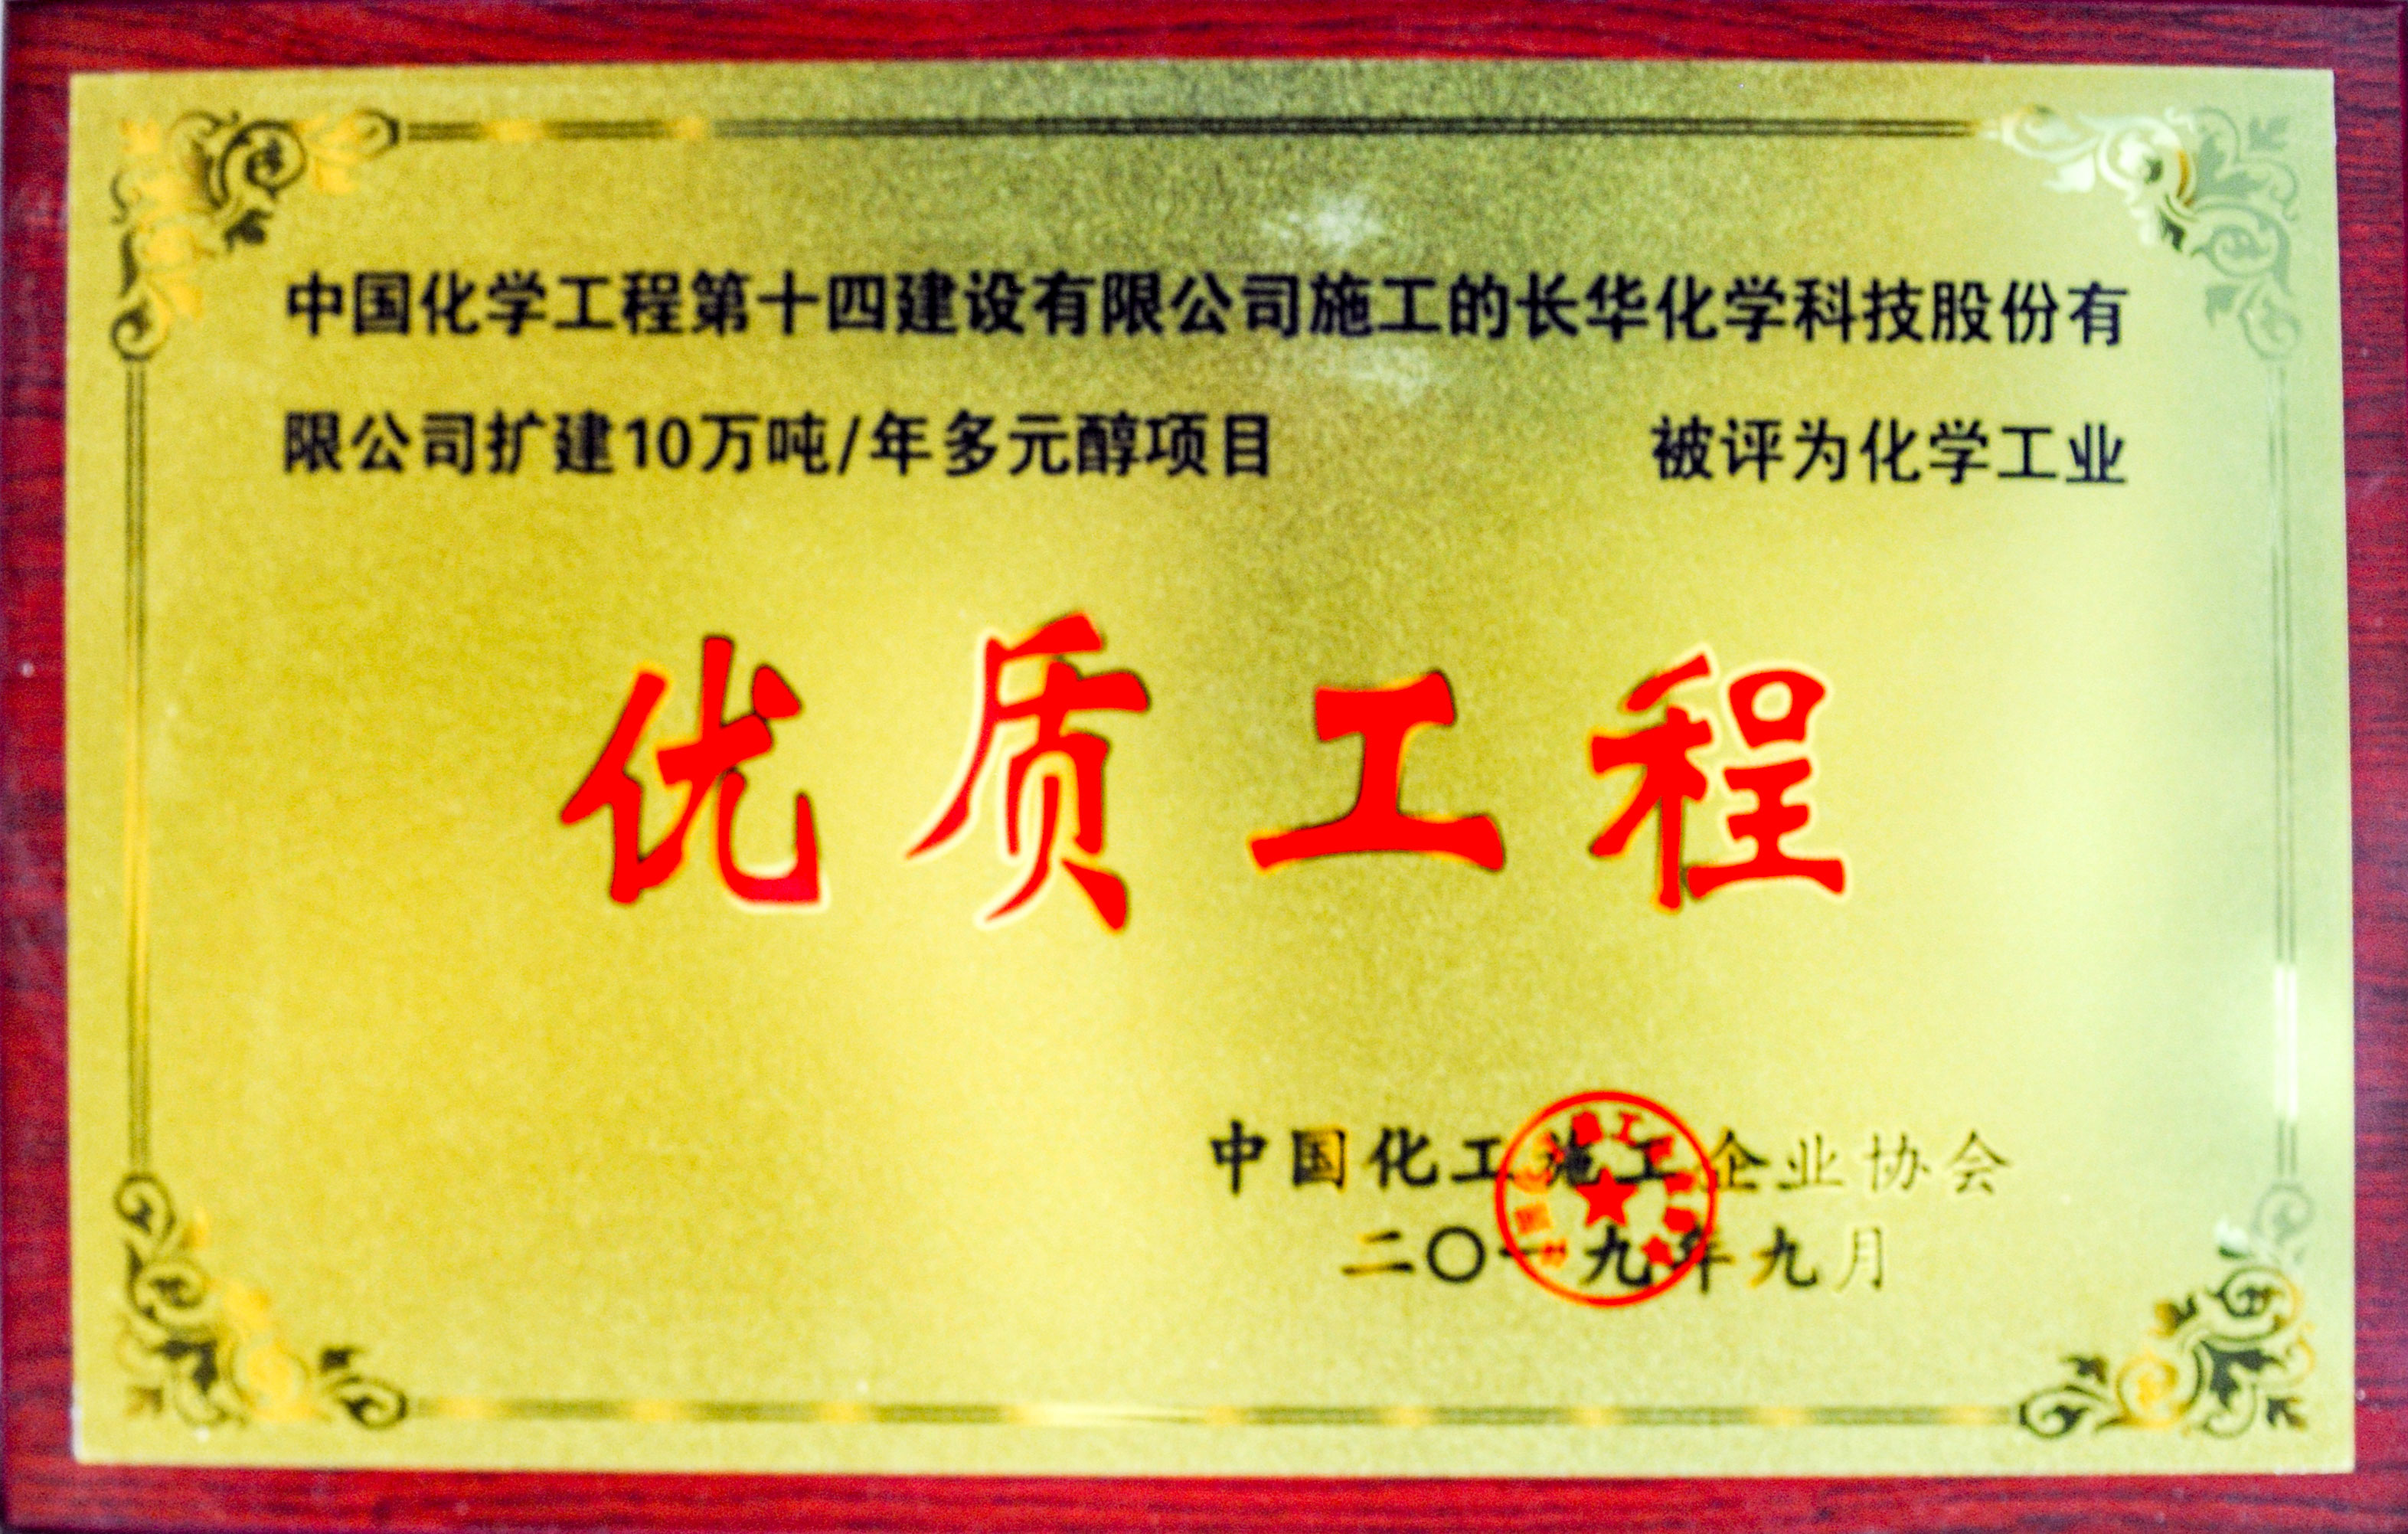 中国化学工程第十四建设有限公司施工的长华化学科技股份有
限公司扩建10万吨/年多元醇项目 被评为化学工业
优质工程
中国化工施工企业协会
二〇一九年九月